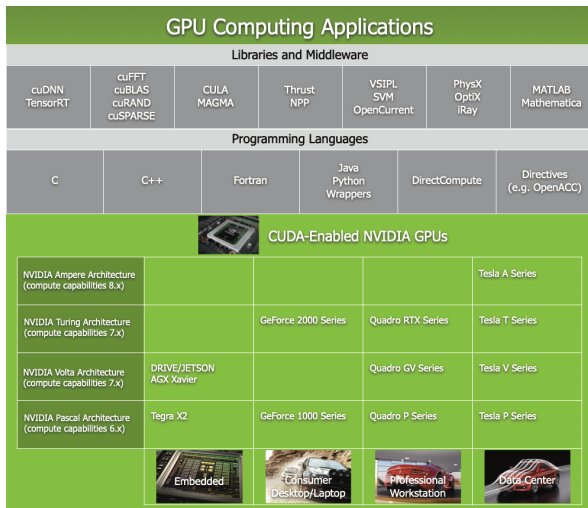 GPU Computing Applications
Libraries and Middleware
cuDNN
TensorRT
cuFFT
cuBLAS
cuRAND
cuSPARSE
CULA
MAGMA
Thrust
NPP
VSIPL
SVM
OpenCurrent
PhysX
OptiX
iRay
MATLAB
Mathematica
Programming Languages
C
C++
Fortran
Java
Python
Wrappers
DirectCompute
Directives
(e.g. OpenACC)
CUDA-Enabled NVIDIA GPUs
NVIDIA Ampere Architecture
(compute capabilities 8.x)
Tesla A Series
NVIDIA Turing Architecture
(compute capabilities 7.x)
GeForce 2000 Series
Quadro RTX Series
Tesla T Series
NVIDIA Volta Architecture
(compute capabilities 7.x)
DRIVE/JETSON
AGX Xavier
Quadro GV Series
Tesla V Series
NVIDIA Pascal Architecture
(compute capabilities 6.x)
Tegra X2
GeForce 1000 Series
Quadro P Series
Tesla P Series
Embedded
Consumer
Desktop/Laptop
Professional
Workstation
Data Center